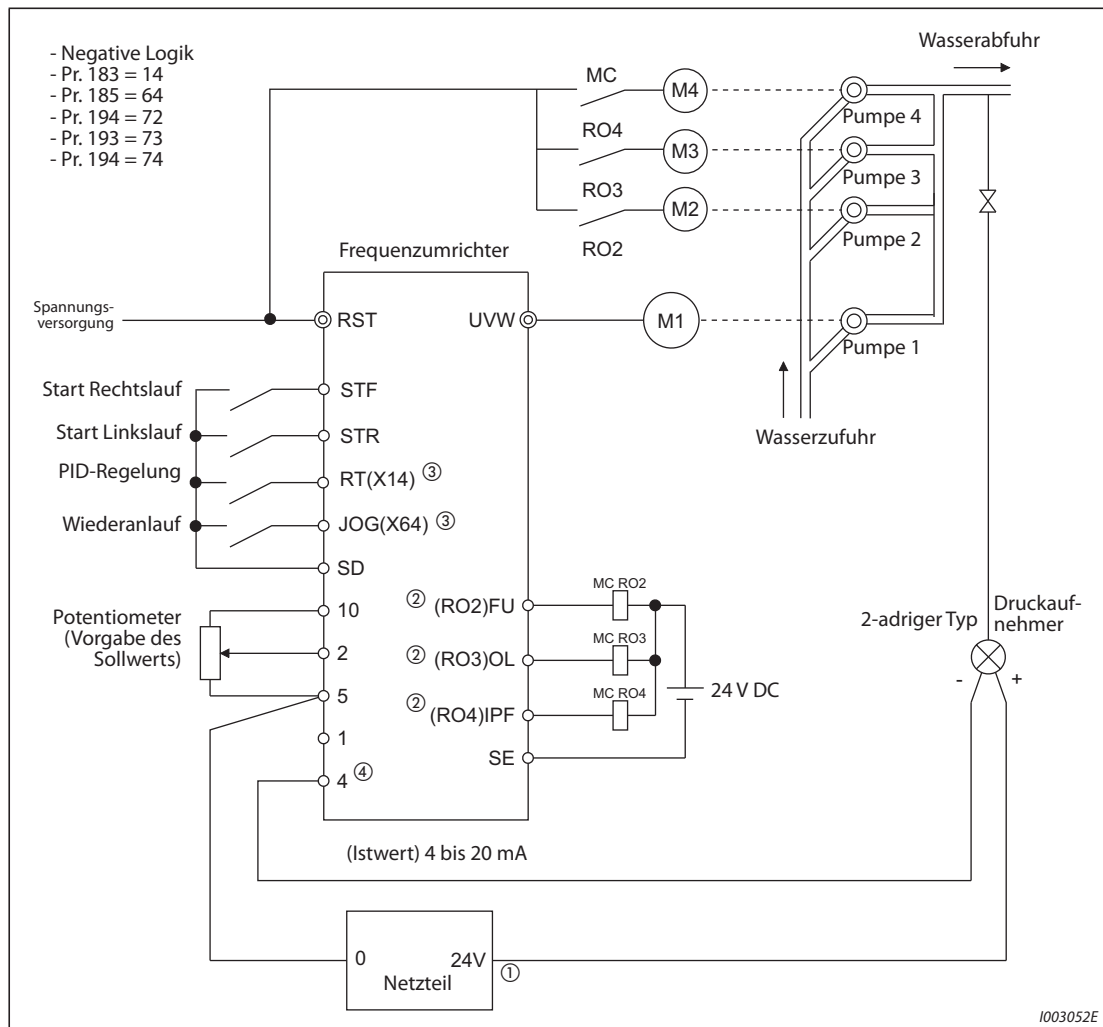 - Negative Logik
- Pr. 183 = 14
- Pr. 185 = 64
- Pr. 194 = 72
- Pr. 193 = 73
- Pr. 194 = 74
Wasserabfuhr
MC
M4
Pumpe 4
RO4
M3
Pumpe 3
RO3
M2
Pumpe 2
RO2
Frequenzumrichter
Spannungs-
versorgung
RST
UVW
M1
Pumpe 1
Wasserzufuhr
Start Rechtslauf
STF
Start Linkslauf
STR
PID-Regelung
RT(X14) ③
Wiederanlauf
JOG(X64) ③
SD
Potentiometer
(Vorgabe des
Sollwerts)
10
2
5
1
4 ④
② (RO2)FU
MC RO2
② (RO3)OL
MC RO3
② (RO4)IPF
MC RO4
SE
24 V DC
2-adriger Typ
Druckauf-
nehmer
- +
(Istwert) 4 bis 20 mA
0 24V ①
Netzteil
I003052E